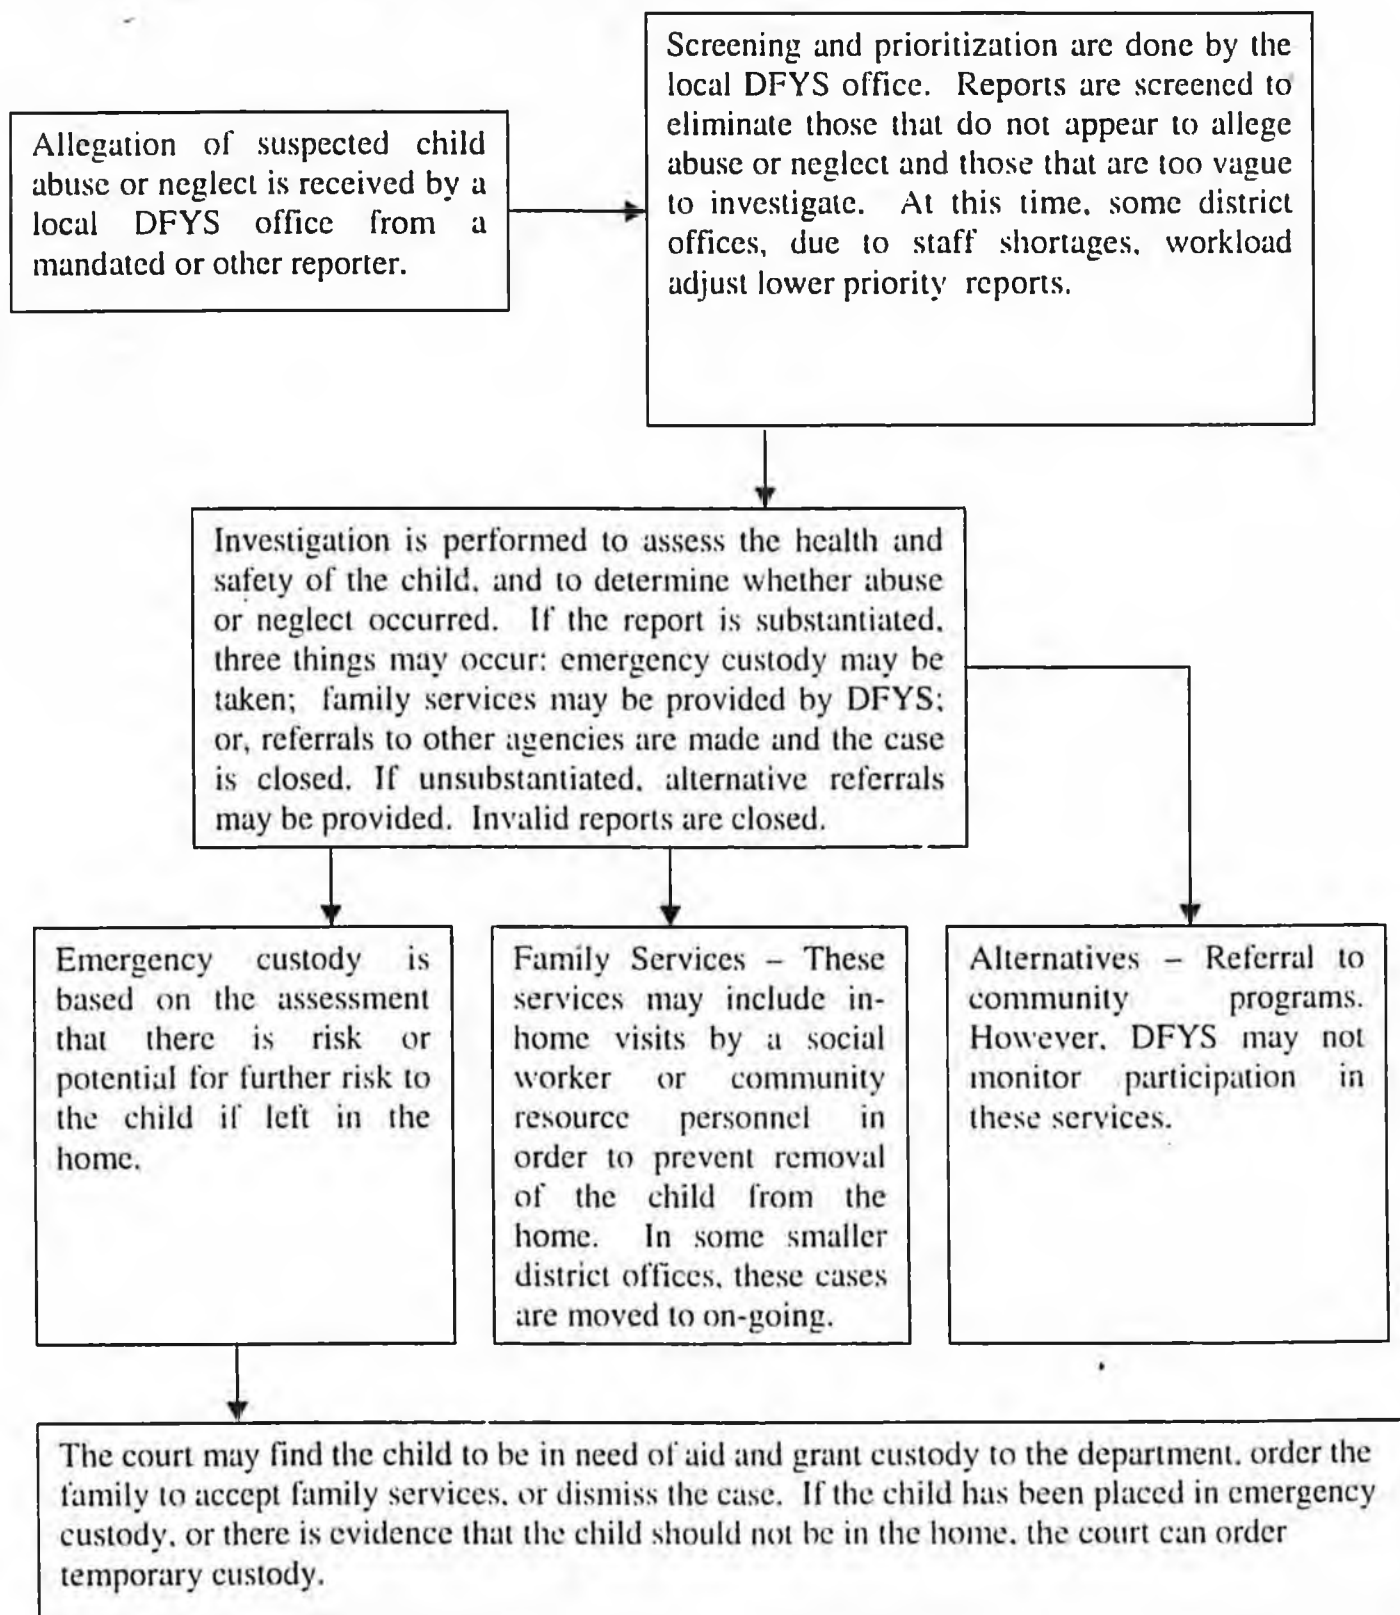 Allegation of suspected child
abuse or neglect is received by a
local DFYS office from a
mandated or other reporter.
Screening and prioritization are done by the
local DFYS office. Reports are screened to
eliminate those that do not appear to allege
abuse or neglect and those that are too vague
to investigate. At this time, some district
offices, due to staff shortages, workload
adjust lower priority reports.
Investigation is performed to assess the health and
safety of the child, and to determine whether abuse
or neglect occurred. If the report is substantiated,
three things may occur: emergency custody may be
taken; family services may be provided by DFYS;
or, referrals to other agencies are made and the case
is closed. If unsubstantiated, alternative referrals
may be provided. Invalid reports are closed.
Emergency custody is
based on the assessment
that there is risk or
potential for further risk to
the child if left in the
home.
Family Services – These
services may include in-
home visits by a social
worker or community
resource personnel in
order to prevent removal
of the child from the
home. In some smaller
district offices, these cases
are moved to on-going.
Alternatives – Referral to
community programs.
However, DFYS may not
monitor participation in
these services.
The court may find the child to be in need of aid and grant custody to the department, order the
family to accept family services, or dismiss the case. If the child has been placed in emergency
custody, or there is evidence that the child should not be in the home, the court can order
temporary custody.